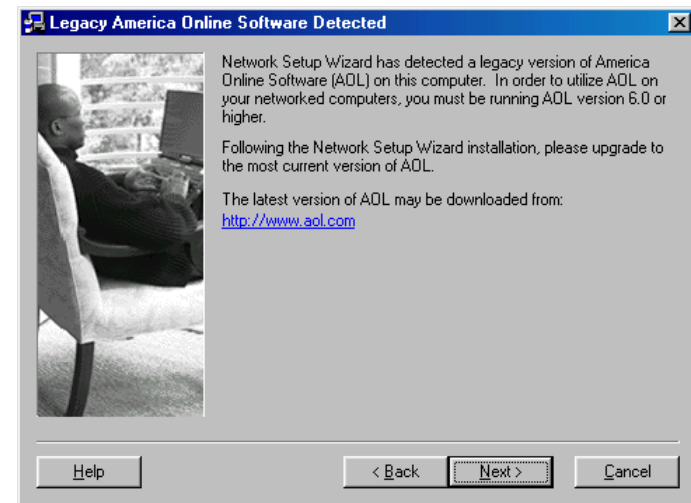 Legacy America Online Software Detected
Network Setup Wizard has detected a legacy version of America
Online Software (AOL) on this computer. In order to utilize AOL on
your networked computers, you must be running AOL version 6.0 or
higher.
Following the Network Setup Wizard installation, please upgrade to
the most current version of AOL.
The latest version of AOL may be downloaded from:
http://www.aol.com
Help
< Back
Next >
Cancel